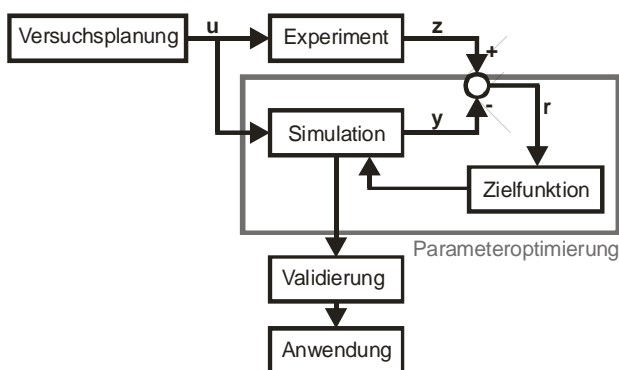 Versuchsplanung
u
Experiment
z
+
-
Simulation
y
r
Zielfunktion
Parameteroptimierung
Validierung
Anwendung